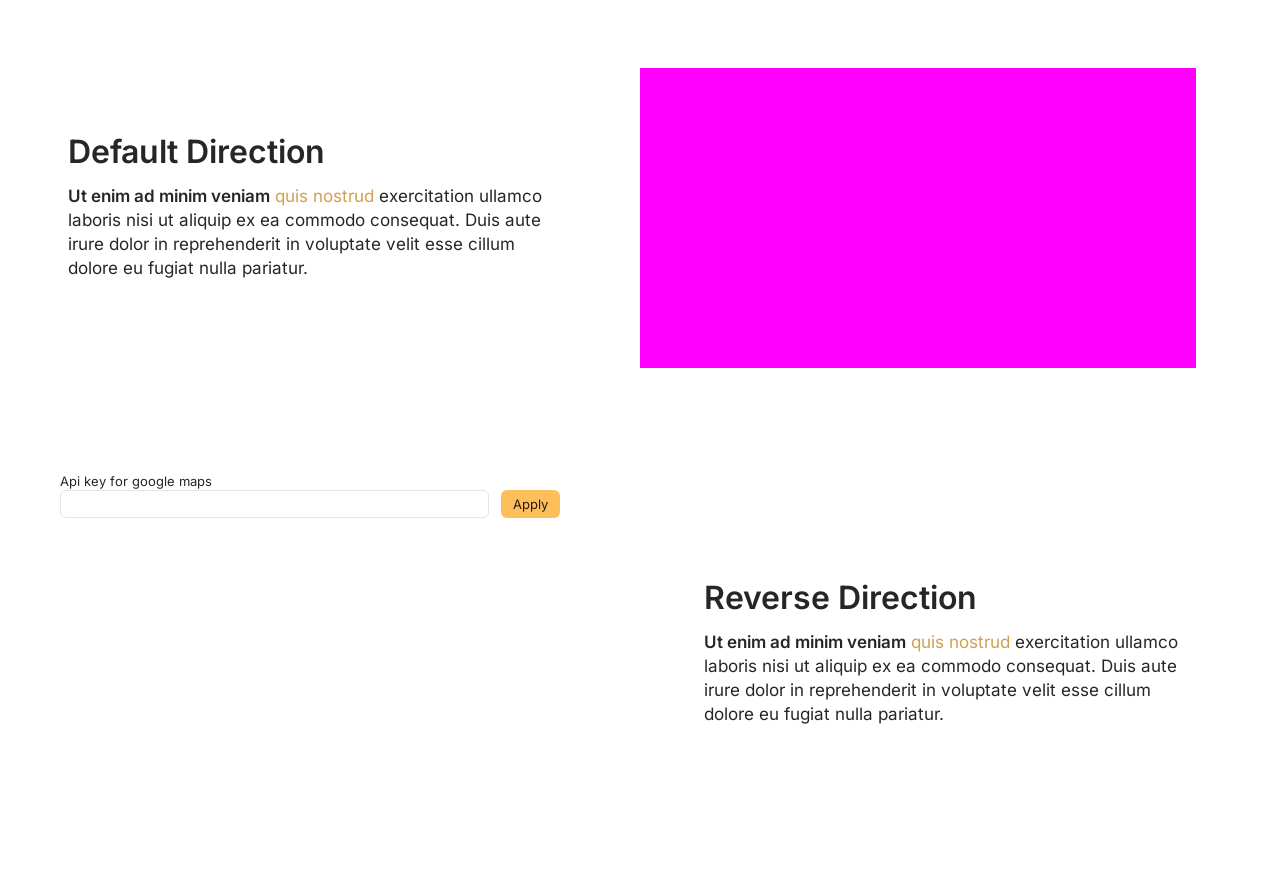 Default Direction
Ut enim ad minim veniam quis nostrud exercitation ullamco
laboris nisi ut aliquip ex ea commodo consequat. Duis aute
irure dolor in reprehenderit in voluptate velit esse cillum
dolore eu fugiat nulla pariatur.
Api key for google maps
Apply
Reverse Direction
Ut enim ad minim veniam quis nostrud exercitation ullamco
laboris nisi ut aliquip ex ea commodo consequat. Duis aute
irure dolor in reprehenderit in voluptate velit esse cillum
dolore eu fugiat nulla pariatur.